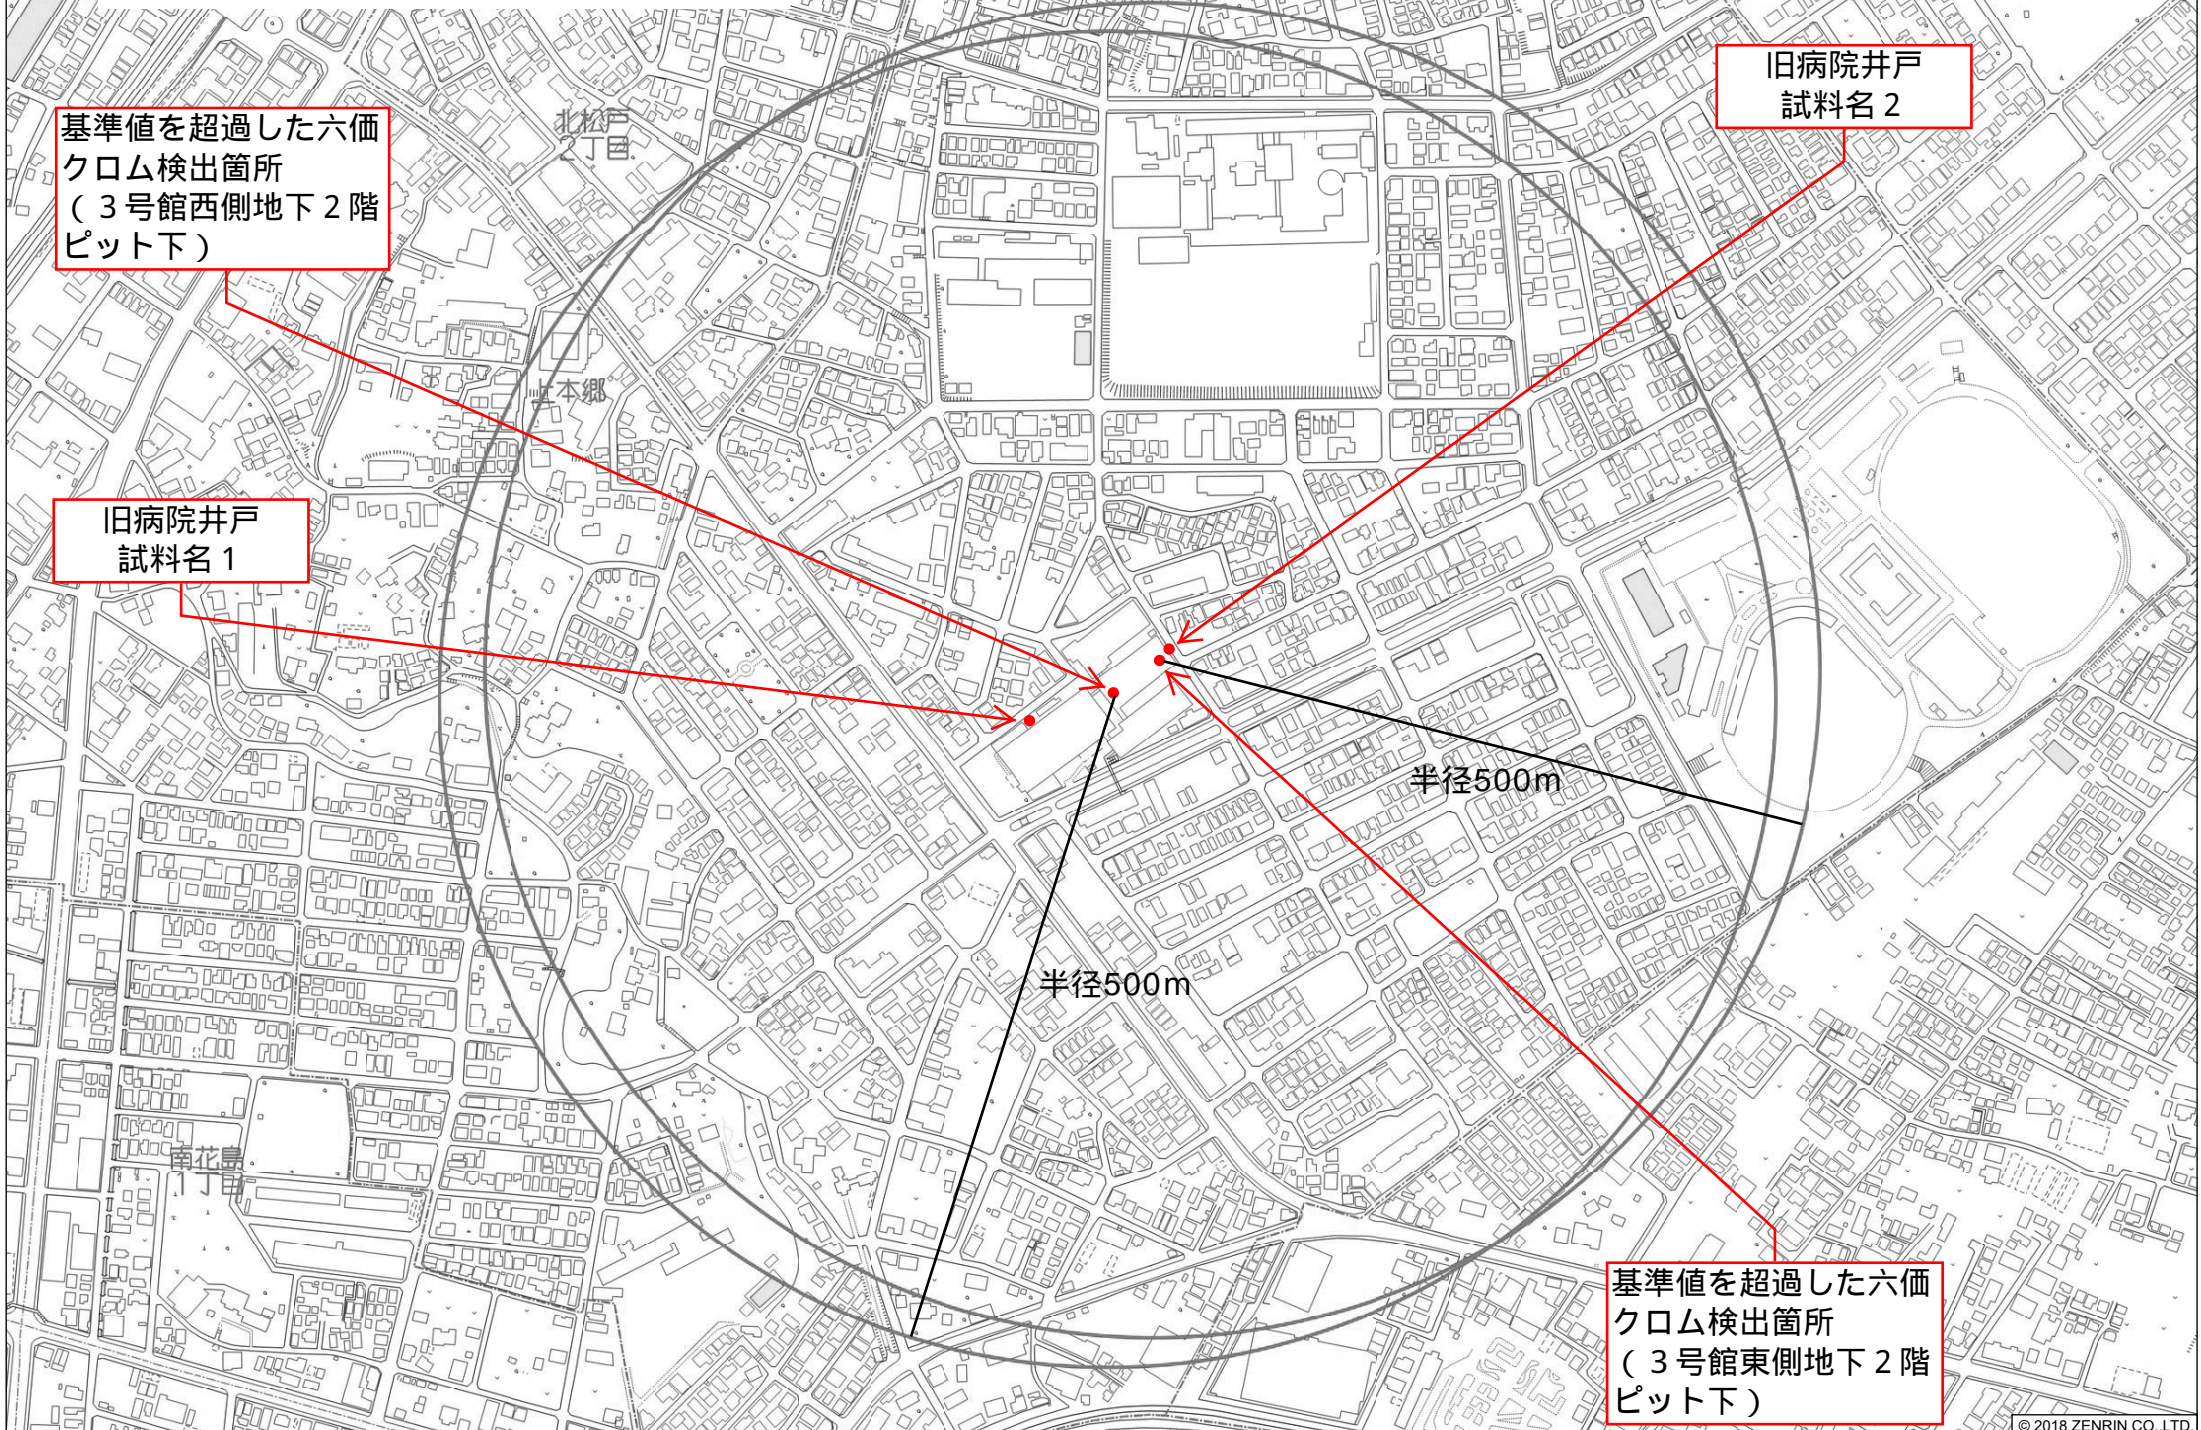 旧病院井戸
試料名２
基準値を超過した六価
クロム検出箇所
（３号館西側地下２階
ピット下）
北松戸
2丁目
上本郷
旧病院井戸
試料名１
半径500m
半径500m
南花島
1丁目
基準値を超過した六価
クロム検出箇所
（３号館東側地下２階
ピット下）
© 2018 ZENRIN CO.,LTD.